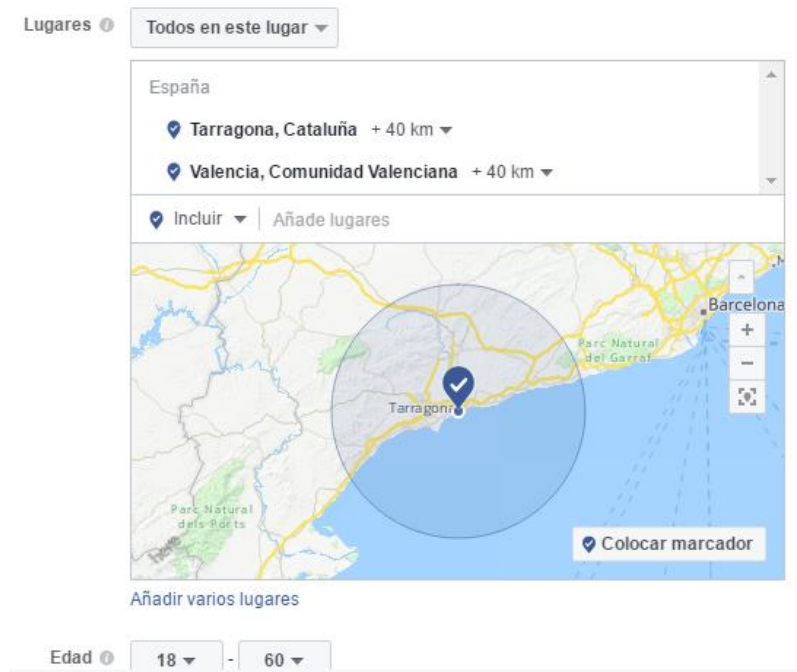 Lugares Todos en este lugar
España
Tarragona, Cataluña + 40 km
Valencia, Comunidad Valenciana + 40 km
Incluir Añade lugares
Barcelona
Parc Natural
del Garraf
Tarragona
Parc Natural
dels Ports
here
Colocar marcador
Añadir varios lugares
Edad 18 - 60